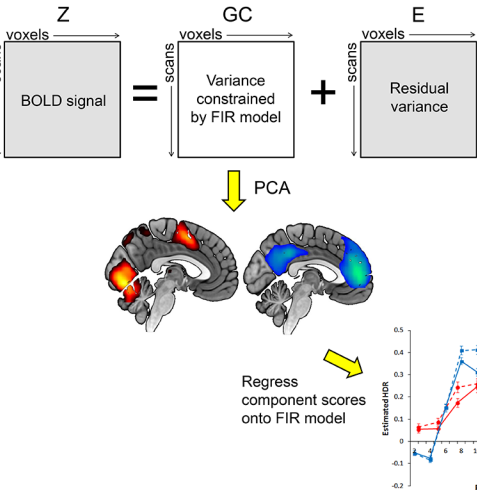 Z
GC
E
voxels
voxels
voxels
scans
scans
BOLD signal
=
Variance
constrained
by FIR model
+
Residual
variance
PCA
Regress
component scores
onto FIR model
Estimated HDR
0.5
0.4
0.3
0.2
0.1
0
-0.1
-0.2
2 4 6 8 10